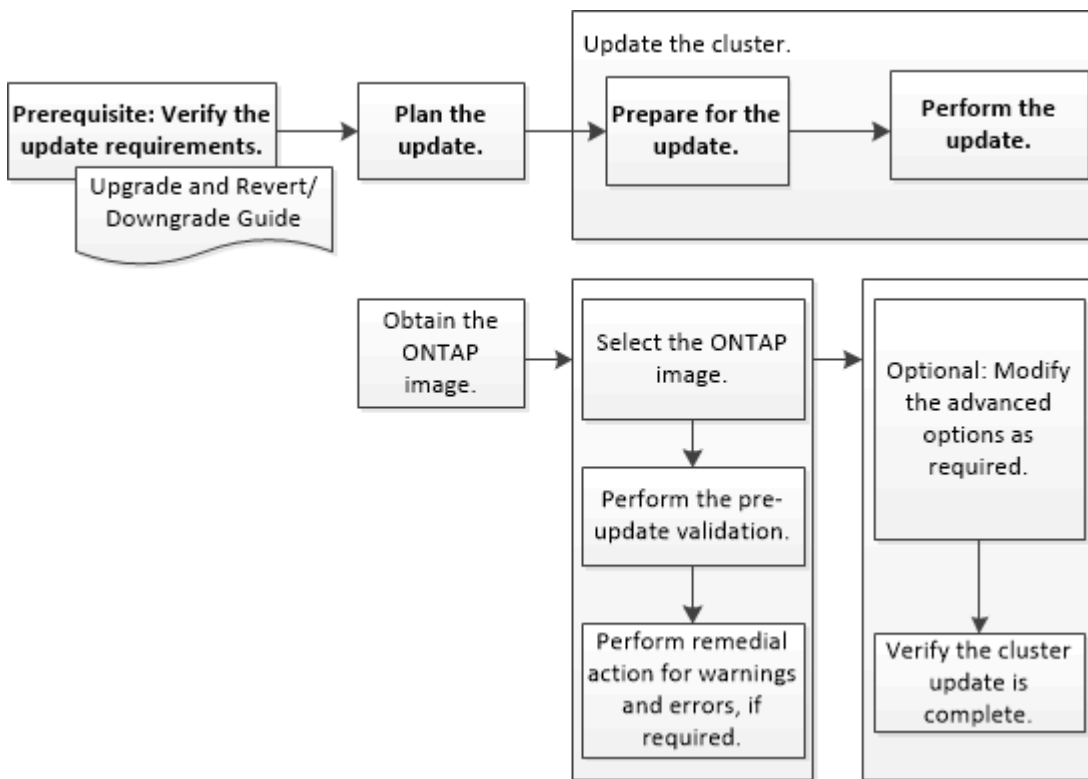 Update the cluster.
Prerequisite: Verify the
update requirements.
Upgrade and Revert/
Downgrade Guide
Plan the
update.
Prepare for the
update.
Perform the
update.
Obtain the
ONTAP
image.
Select the ONTAP
image.
Perform the pre-
update validation.
Perform remedial
action for warnings
and errors, if
required.
Optional: Modify
the advanced
options as
required.
Verify the cluster
update is
complete.